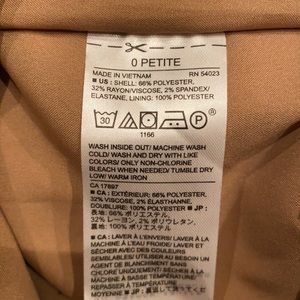 0 PETITE
MADE IN VIETNAM RN 54023
■ US : SHELL: 66% POLYESTER,
32% RAYON/VISCOSE, 2% SPANDEX/
ELASTANE, LINING: 100% POLYESTER
30 P
1166
WASH INSIDE OUT/ MACHINE WASH
COLD/ WASH AND DRY WITH LIKE
COLORS/ ONLY NON-CHLORINE
BLEACH WHEN NEEDED/ TUMBLE DRY
LOW/ WARM IRON
CA 17897
■ CA : EXTÉRIEUR: 66% POLYESTER,
32% VISCOSE, 2% ÉLASTHANNE,
DOUBLURE: 100% POLYESTER ■ JP :
表地: 66% ポリエステル,
32% レーヨン, 2% ポリウレタン,
裏地: 100% ポリエステル
■ CA : LAVER À L'ENVERS/ LAVER À LA
MACHINE À L'EAU FROIDE/ LAVER ET
SÉCHER AVEC DES COULEURS
SEMBLABLES/ UTILISER AU BESOIN UN
AGENT DE BLANCHIMENT SANS
CHLORE UNIQUEMENT/ SÉCHER À LA